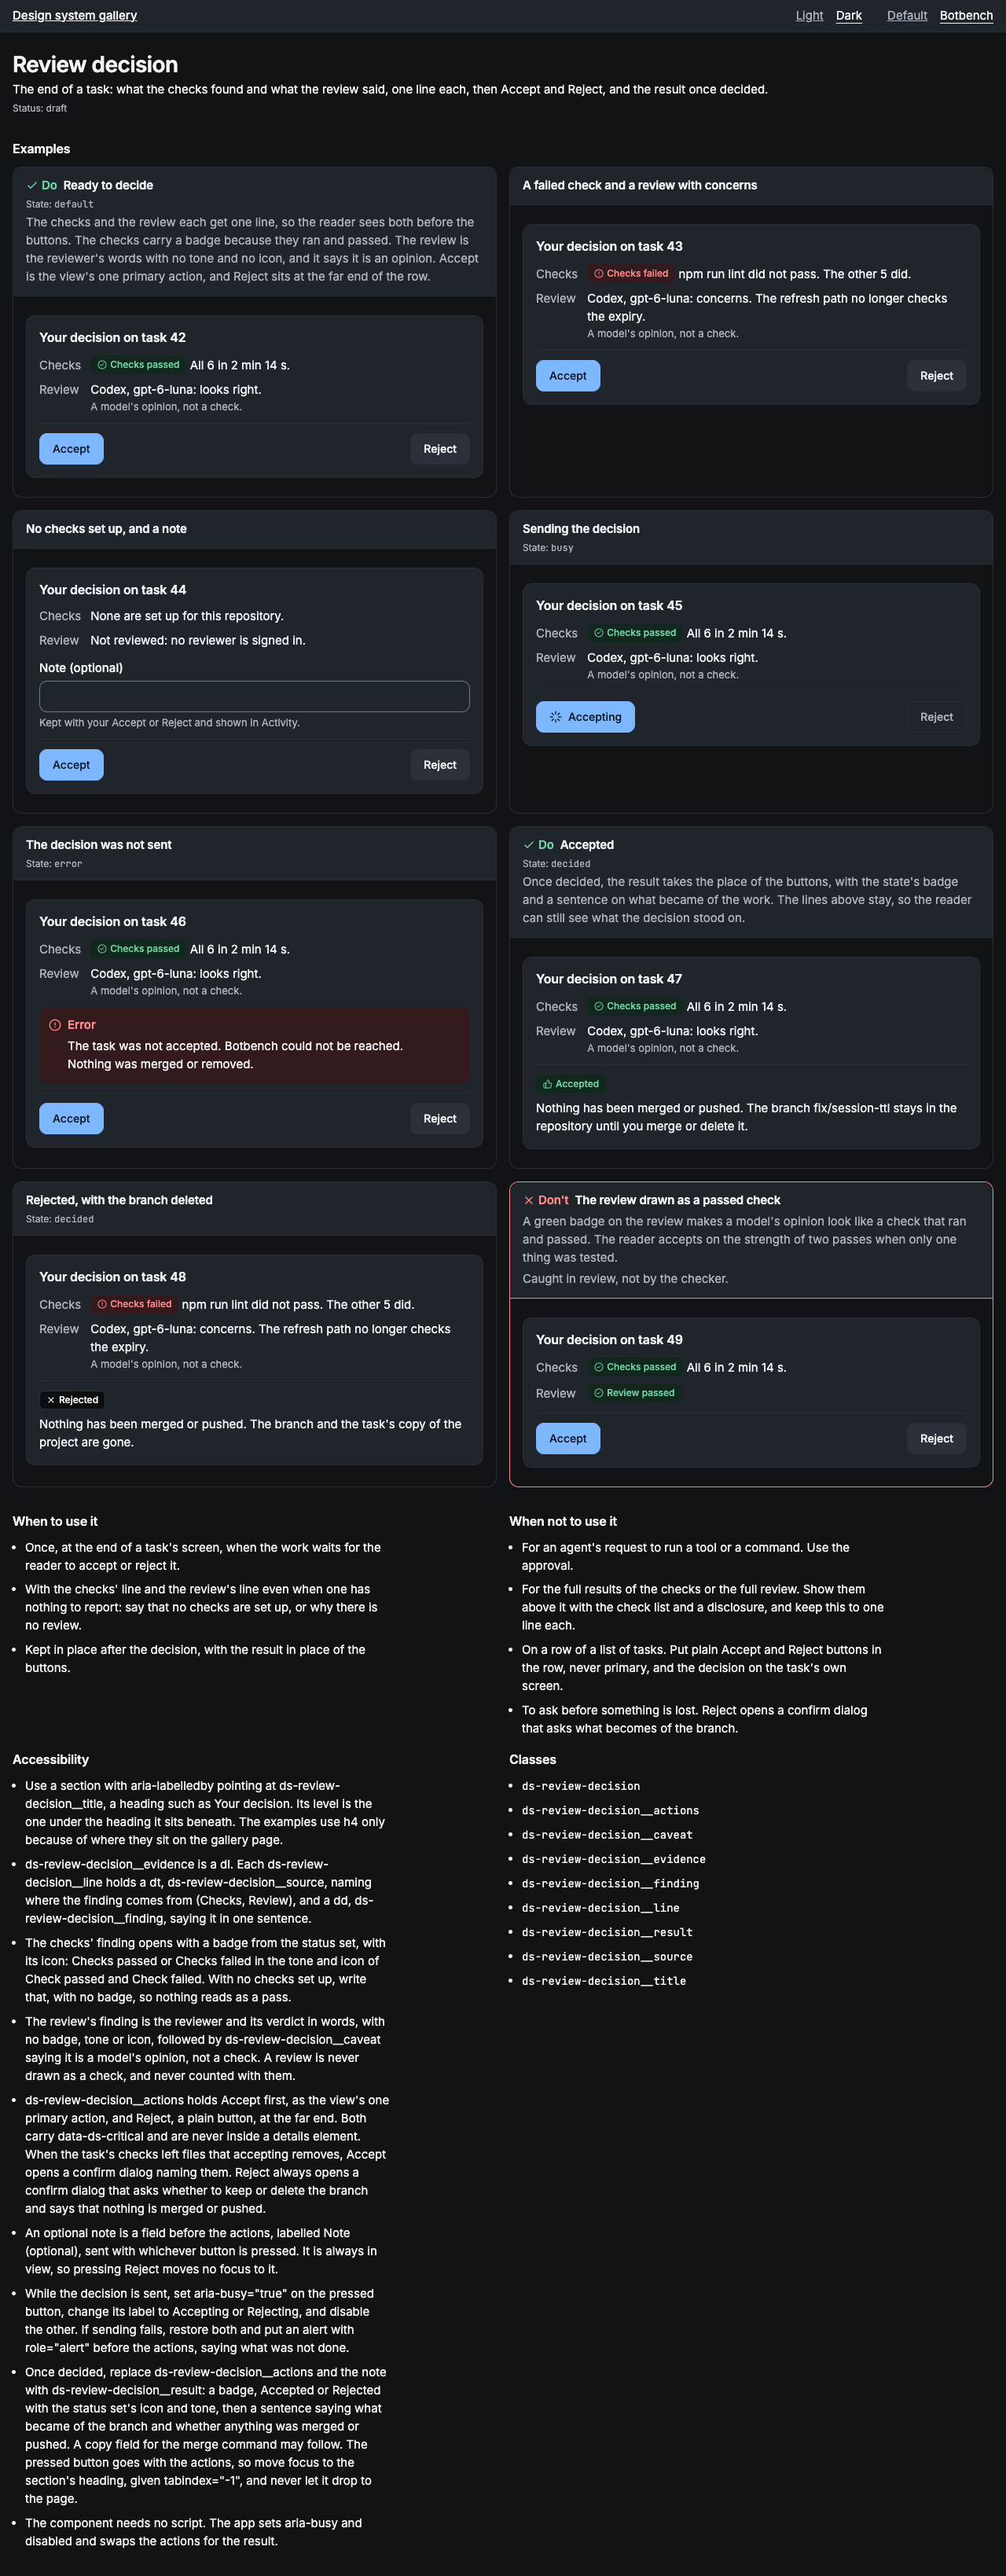 Design system gallery
Light Dark Default Botbench
Review decision
The end of a task: what the checks found and what the review said, one line each, then Accept and Reject, and the result once decided.
Status: draft
Examples
Do Ready to decide
State: default
The checks and the review each get one line, so the reader sees both before the
buttons. The checks carry a badge because they ran and passed. The review is
the reviewer's words with no tone and no icon, and it says it is an opinion. Accept
is the view's one primary action, and Reject sits at the far end of the row.
Your decision on task 42
Checks Checks passed All 6 in 2 min 14 s.
Review Codex, gpt-6-luna: looks right.
A model's opinion, not a check.
Accept Reject
A failed check and a review with concerns
Your decision on task 43
Checks Checks failed npm run lint did not pass. The other 5 did.
Review Codex, gpt-6-luna: concerns. The refresh path no longer checks
the expiry.
A model's opinion, not a check.
Accept Reject
No checks set up, and a note
Your decision on task 44
Checks None are set up for this repository.
Review Not reviewed: no reviewer is signed in.
Note (optional)
Kept with your Accept or Reject and shown in Activity.
Accept Reject
Sending the decision
State: busy
Your decision on task 45
Checks Checks passed All 6 in 2 min 14 s.
Review Codex, gpt-6-luna: looks right.
A model's opinion, not a check.
Accepting Reject
The decision was not sent
State: error
Your decision on task 46
Checks Checks passed All 6 in 2 min 14 s.
Review Codex, gpt-6-luna: looks right.
A model's opinion, not a check.
Error
The task was not accepted. Botbench could not be reached.
Nothing was merged or removed.
Accept Reject
Do Accepted
State: decided
Once decided, the result takes the place of the buttons, with the state's badge
and a sentence on what became of the work. The lines above stay, so the reader
can still see what the decision stood on.
Your decision on task 47
Checks Checks passed All 6 in 2 min 14 s.
Review Codex, gpt-6-luna: looks right.
A model's opinion, not a check.
Accepted
Nothing has been merged or pushed. The branch fix/session-ttl stays in the
repository until you merge or delete it.
Rejected, with the branch deleted
State: decided
Your decision on task 48
Checks Checks failed npm run lint did not pass. The other 5 did.
Review Codex, gpt-6-luna: concerns. The refresh path no longer checks
the expiry.
A model's opinion, not a check.
Rejected
Nothing has been merged or pushed. The branch and the task's copy of the
project are gone.
Don't The review drawn as a passed check
A green badge on the review makes a model's opinion look like a check that ran
and passed. The reader accepts on the strength of two passes when only one
thing was tested.
Caught in review, not by the checker.
Your decision on task 49
Checks Checks passed All 6 in 2 min 14 s.
Review Review passed
Accept Reject
When to use it
Once, at the end of a task's screen, when the work waits for the
reader to accept or reject it.
With the checks' line and the review's line even when one has
nothing to report: say that no checks are set up, or why there is
no review.
Kept in place after the decision, with the result in place of the
buttons.
When not to use it
For an agent's request to run a tool or a command. Use the
approval.
For the full results of the checks or the full review. Show them
above it with the check list and a disclosure, and keep this to one
line each.
On a row of a list of tasks. Put plain Accept and Reject buttons in
the row, never primary, and the decision on the task's own
screen.
To ask before something is lost. Reject opens a confirm dialog
that asks what becomes of the branch.
Accessibility
Use a section with aria-labelledby pointing at ds-review-
decision__title, a heading such as Your decision. Its level is the
one under the heading it sits beneath. The examples use h4 only
because of where they sit on the gallery page.
ds-review-decision__evidence is a dl. Each ds-review-
decision__line holds a dt, ds-review-decision__source, naming
where the finding comes from (Checks, Review), and a dd, ds-
review-decision__finding, saying it in one sentence.
The checks' finding opens with a badge from the status set, with
its icon: Checks passed or Checks failed in the tone and icon of
Check passed and Check failed. With no checks set up, write
that, with no badge, so nothing reads as a pass.
The review's finding is the reviewer and its verdict in words, with
no badge, tone or icon, followed by ds-review-decision__caveat
saying it is a model's opinion, not a check. A review is never
drawn as a check, and never counted with them.
ds-review-decision__actions holds Accept first, as the view's one
primary action, and Reject, a plain button, at the far end. Both
carry data-ds-critical and are never inside a details element.
When the task's checks left files that accepting removes, Accept
opens a confirm dialog naming them. Reject always opens a
confirm dialog that asks whether to keep or delete the branch
and says that nothing is merged or pushed.
An optional note is a field before the actions, labelled Note
(optional), sent with whichever button is pressed. It is always in
view, so pressing Reject moves no focus to it.
While the decision is sent, set aria-busy="true" on the pressed
button, change its label to Accepting or Rejecting, and disable
the other. If sending fails, restore both and put an alert with
role="alert" before the actions, saying what was not done.
Once decided, replace ds-review-decision__actions and the note
with ds-review-decision__result: a badge, Accepted or Rejected
with the status set's icon and tone, then a sentence saying what
became of the branch and whether anything was merged or
pushed. A copy field for the merge command may follow. The
pressed button goes with the actions, so move focus to the
section's heading, given tabindex="-1", and never let it drop to
the page.
The component needs no script. The app sets aria-busy and
disabled and swaps the actions for the result.
Classes
ds-review-decision
ds-review-decision__actions
ds-review-decision__caveat
ds-review-decision__evidence
ds-review-decision__finding
ds-review-decision__line
ds-review-decision__result
ds-review-decision__source
ds-review-decision__title